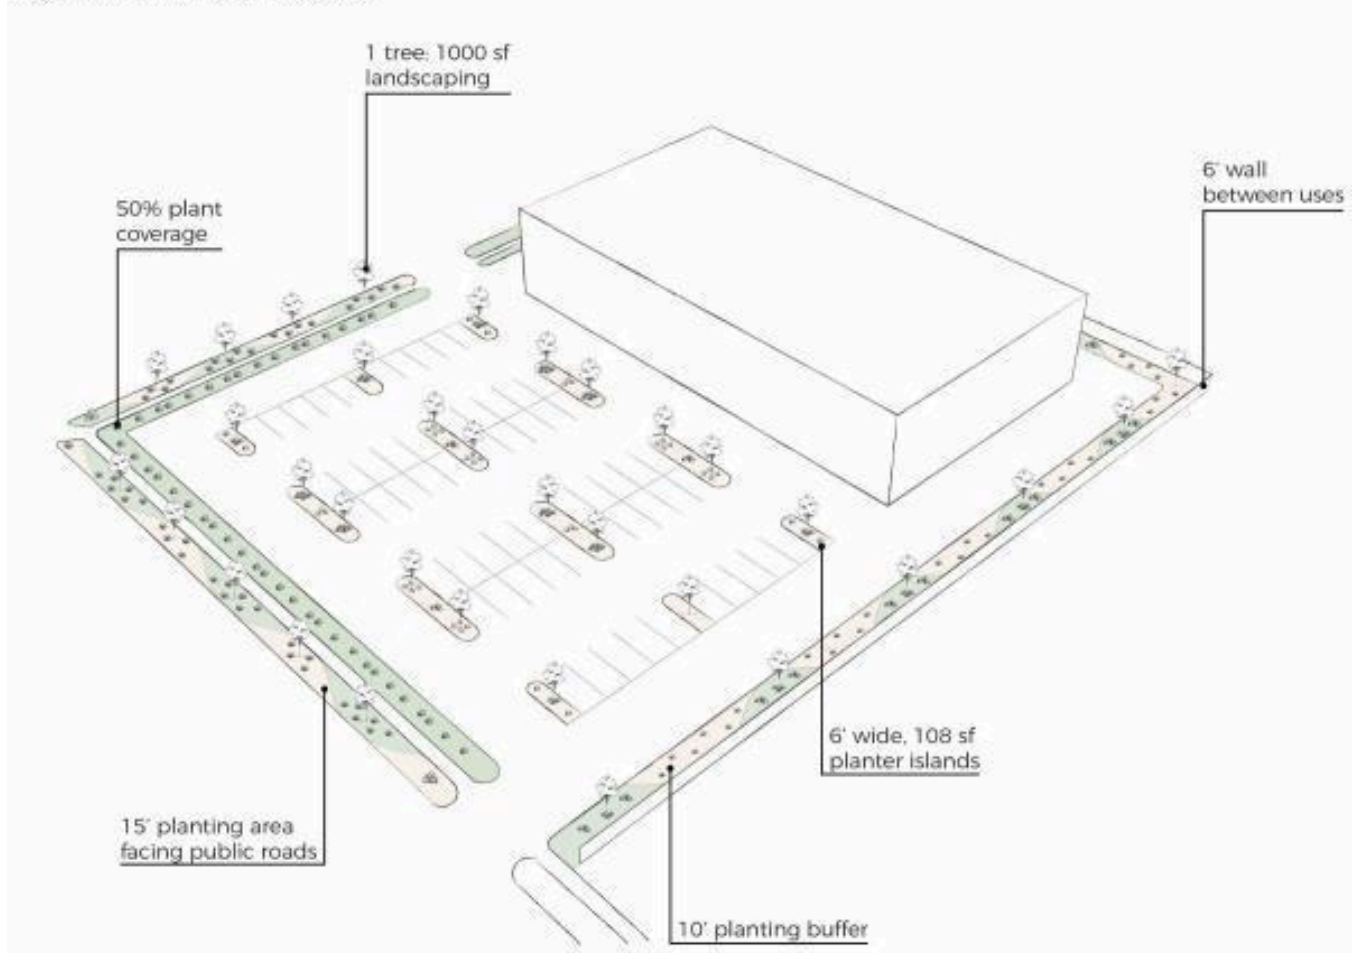 1 tree: 1000 sf
landscaping
6' wall
between uses
50% plant
coverage
6' wide, 108 sf
planter islands
15' planting area
facing public roads
10' planting buffer